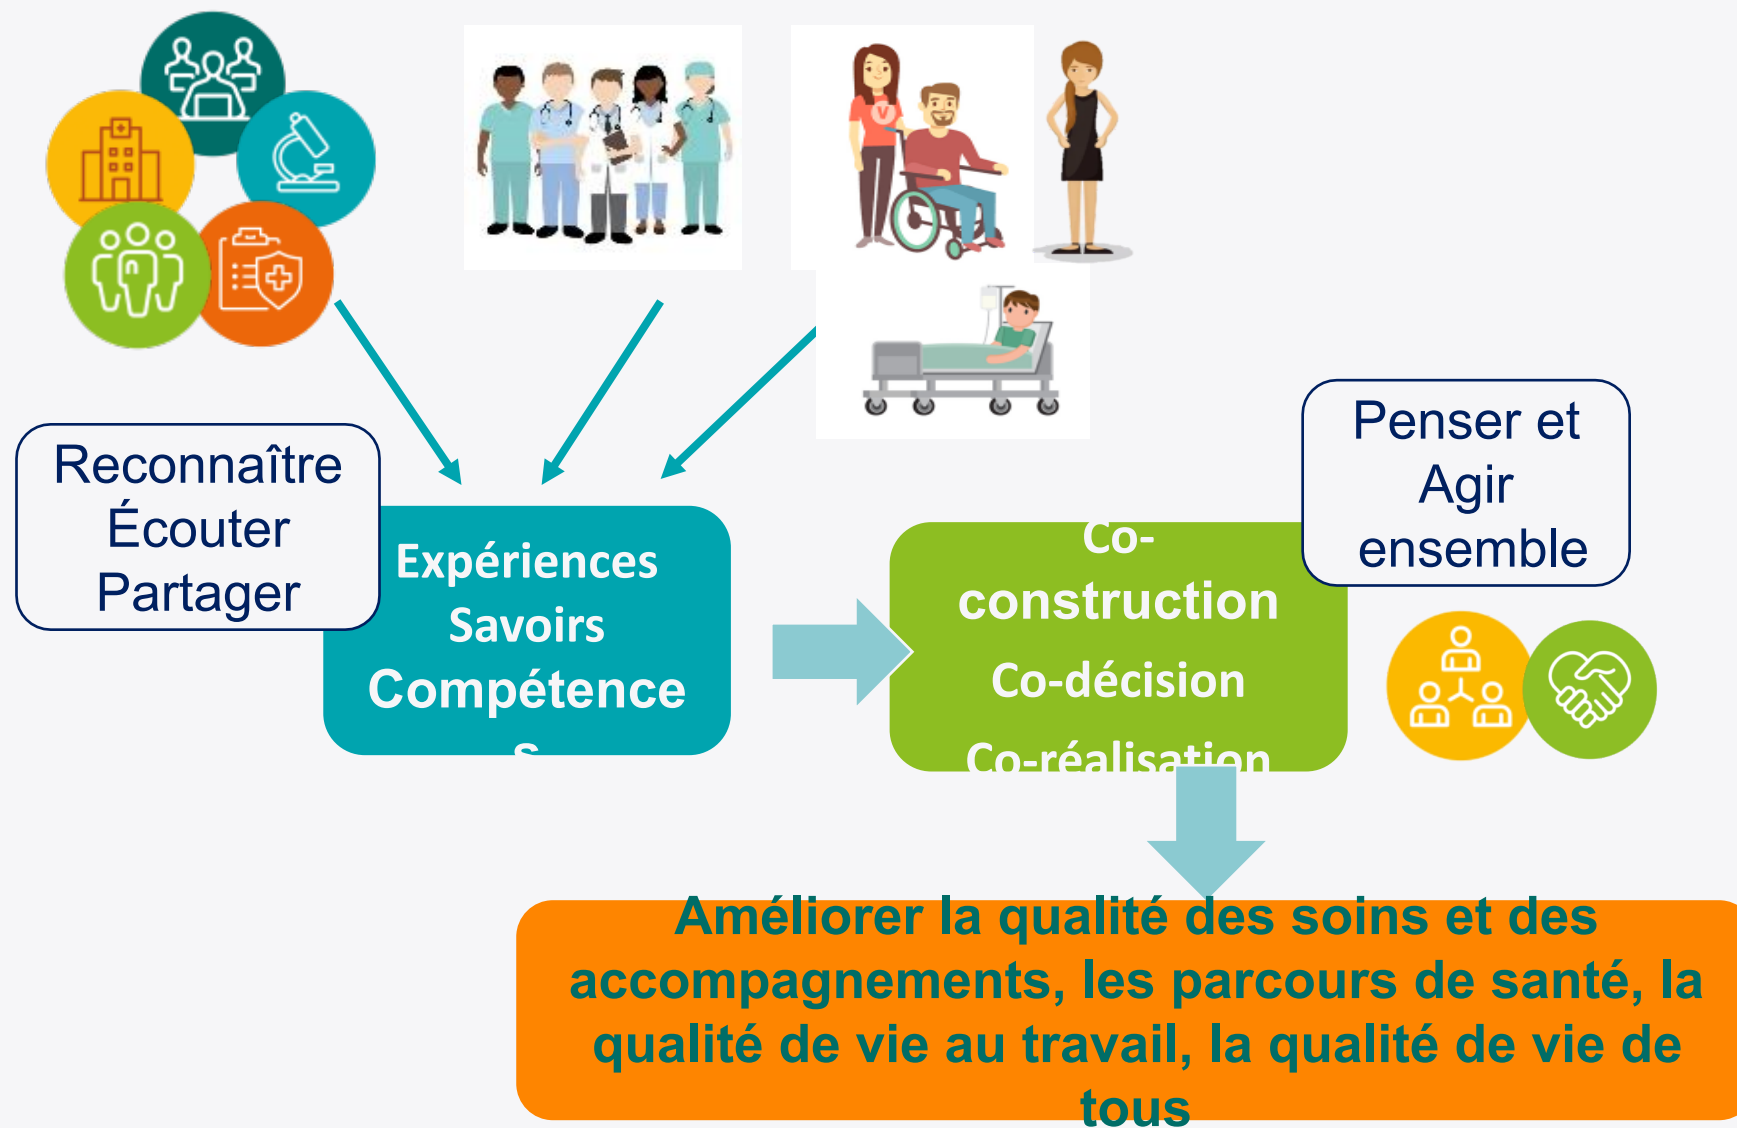 V
Reconnaître
Écouter
Partager
Expériences
Savoirs
Compétence
s
Penser et
Agir
ensemble
Co-
construction
Co-décision
Co-réalisation
Améliorer la qualité des soins et des
accompagnements, les parcours de santé, la
qualité de vie au travail, la qualité de vie de
tous